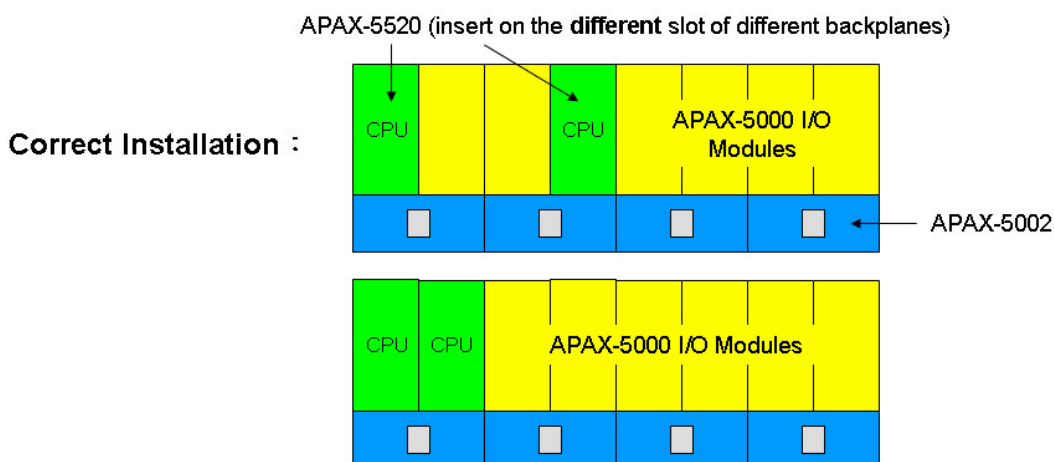 APAX-5520 (insert on the different slot of different backplanes)
Correct Installation :
CPU
CPU
APAX-5000 I/O
Modules
APAX-5002
CPU
CPU
APAX-5000 I/O Modules